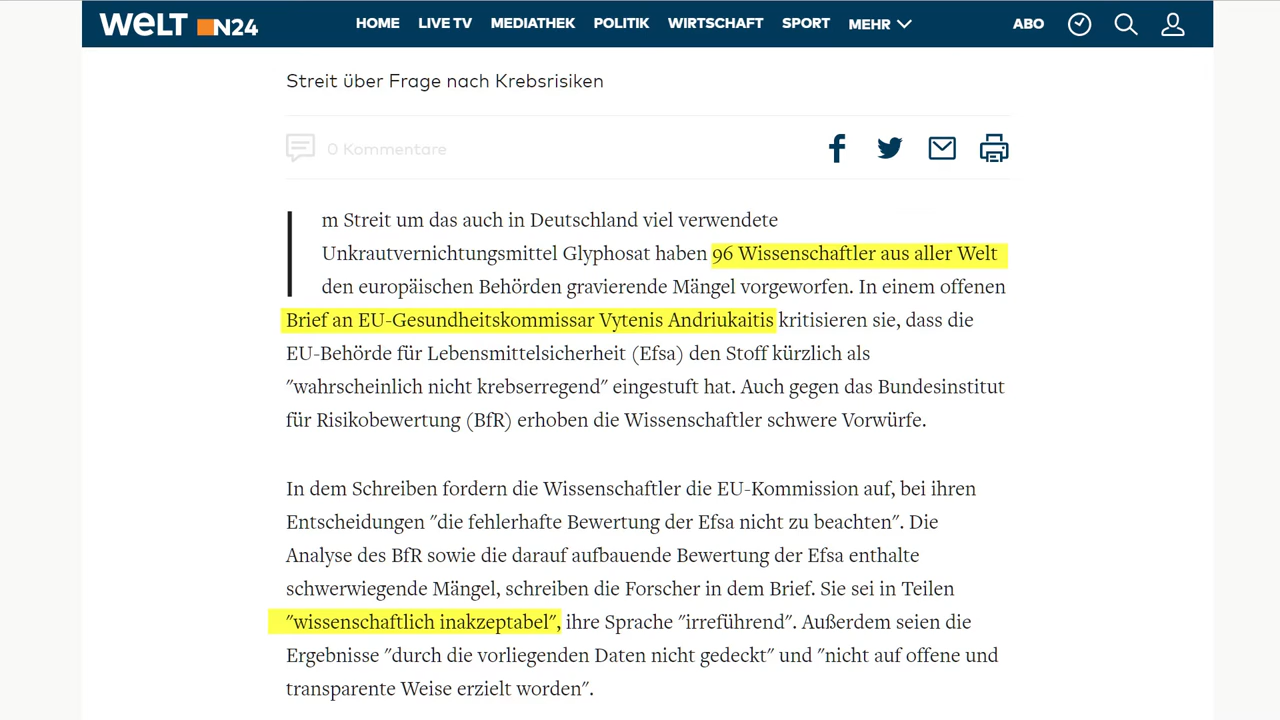 WELT N24 HOME LIVE TV MEDIATHEK POLITIK WIRTSCHAFT SPORT MEHR ABO
Streit über Frage nach Krebsrisiken
0 Kommentare
m Streit um das auch in Deutschland viel verwendete
Unkrautvernichtungsmittel Glyphosat haben 96 Wissenschaftler aus aller Welt
den europäischen Behörden gravierende Mängel vorgeworfen. In einem offenen
Brief an EU-Gesundheitskommissar Vytenis Andriukaitis kritisieren sie, dass die
EU-Behörde für Lebensmittelsicherheit (Efsa) den Stoff kürzlich als
"wahrscheinlich nicht krebserregend" eingestuft hat. Auch gegen das Bundesinstitut
für Risikobewertung (BfR) erhoben die Wissenschaftler schwere Vorwürfe.
In dem Schreiben fordern die Wissenschaftler die EU-Kommission auf, bei ihren
Entscheidungen "die fehlerhafte Bewertung der Efsa nicht zu beachten". Die
Analyse des BfR sowie die darauf aufbauende Bewertung der Efsa enthalte
schwerwiegende Mängel, schreiben die Forscher in dem Brief. Sie sei in Teilen
"wissenschaftlich inakzeptabel", ihre Sprache "irreführend". Außerdem seien die
Ergebnisse "durch die vorliegenden Daten nicht gedeckt" und "nicht auf offene und
transparente Weise erzielt worden".